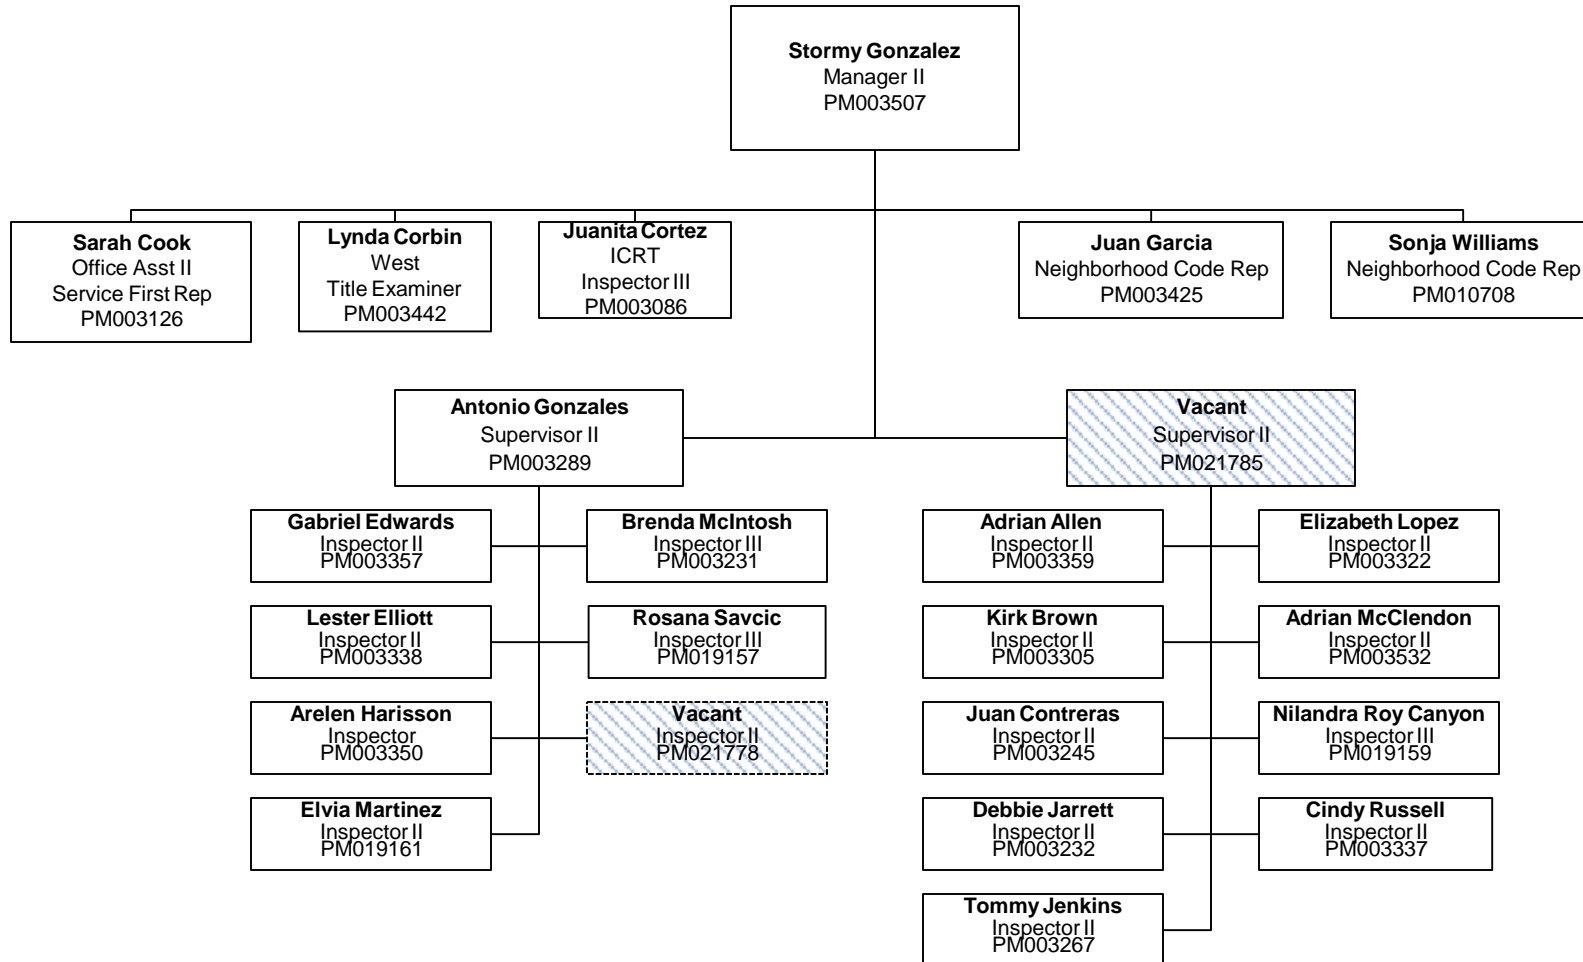 Stormy Gonzalez
Manager II
PM003507
Sarah Cook
Office Asst II
Service First Rep
PM003126
Lynda Corbin
West
Title Examiner
PM003442
Juanita Cortez
ICRT
Inspector III
PM003086
Juan Garcia
Neighborhood Code Rep
PM003425
Sonja Williams
Neighborhood Code Rep
PM010708
Antonio Gonzales
Supervisor II
PM003289
Vacant
Supervisor II
PM021785
Gabriel Edwards
Inspector II
PM003357
Brenda McIntosh
Inspector III
PM003231
Lester Elliott
Inspector II
PM003338
Rosana Savcic
Inspector III
PM019157
Arelen Harisson
Inspector
PM003350
Vacant
Inspector II
PM021778
Elvia Martinez
Inspector II
PM019161
Adrian Allen
Inspector II
PM003359
Elizabeth Lopez
Inspector II
PM003322
Kirk Brown
Inspector II
PM003305
Adrian McClendon
Inspector II
PM003532
Juan Contreras
Inspector II
PM003245
Nilandra Roy Canyon
Inspector III
PM019159
Debbie Jarrett
Inspector II
PM003232
Cindy Russell
Inspector II
PM003337
Tommy Jenkins
Inspector II
PM003267